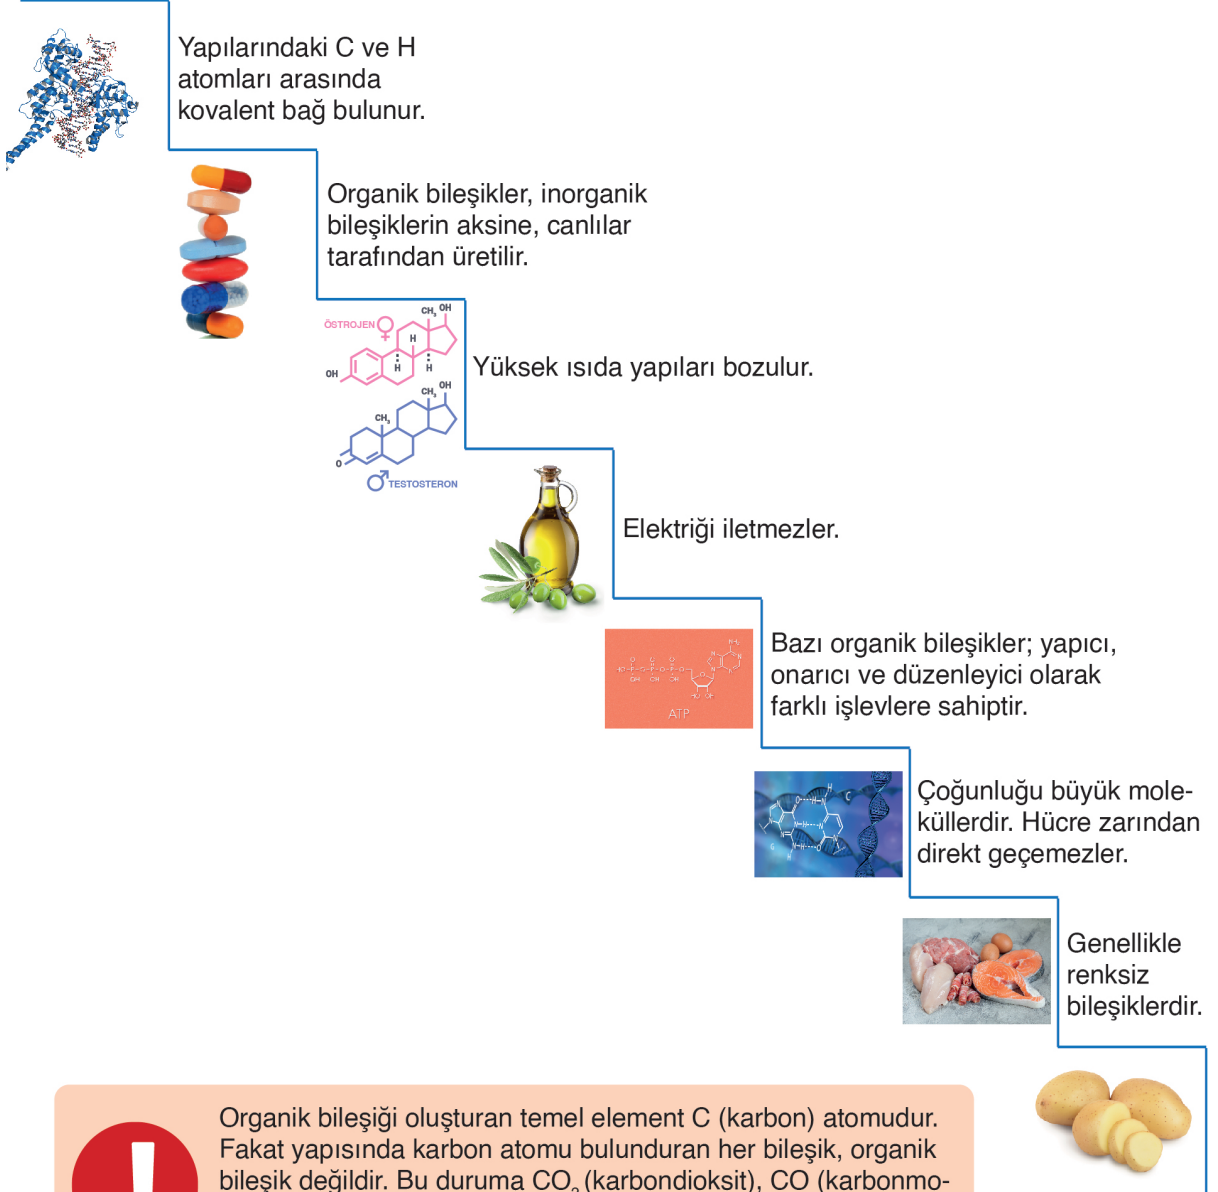 Yapılarındaki C ve H
atomları arasında
kovalent bağ bulunur.
Organik bileşikler, inorganik
bileşiklerin aksine, canlılar
tarafından üretilir.
ÖSTROJEN
CH3 OH
H
H H
OH
Yüksek ısıda yapıları bozulur.
CH3 OH
CH3
O
TESTOSTERON
Elektriği iletmezler.
Bazı organik bileşikler; yapıcı,
onarıcı ve düzenleyici olarak
farklı işlevlere sahiptir.
ATP
Çoğunluğu büyük mole-
küllerdir. Hücre zarından
direkt geçemezler.
Genellikle
renksiz
bileşiklerdir.
Organik bileşiği oluşturan temel element C (karbon) atomudur.
Fakat yapısında karbon atomu bulunduran her bileşik, organik
bileşik değildir. Bu duruma CO2 (karbondioksit), CO (karbonmo-